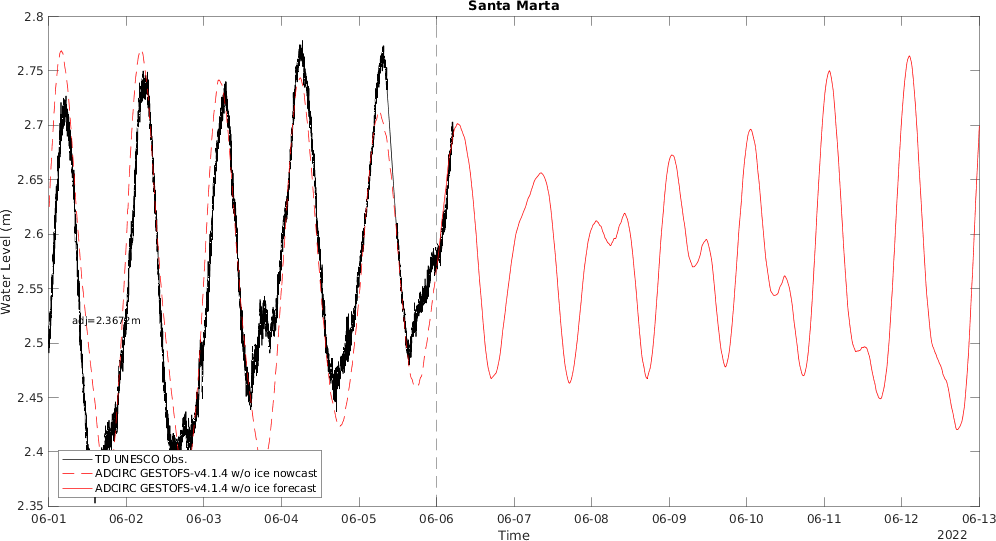 Santa Marta
2.8
2.75
2.7
2.65
2.6
2.55
2.5
2.45
2.4
2.35
Water Level (m)
adj=2.3672m
TD UNESCO Obs.
ADCIRC GESTOFS-v4.1.4 w/o ice nowcast
ADCIRC GESTOFS-v4.1.4 w/o ice forecast
06-01 06-02 06-03 06-04 06-05 06-06 06-07 06-08 06-09 06-10 06-11 06-12 06-13
Time
2022